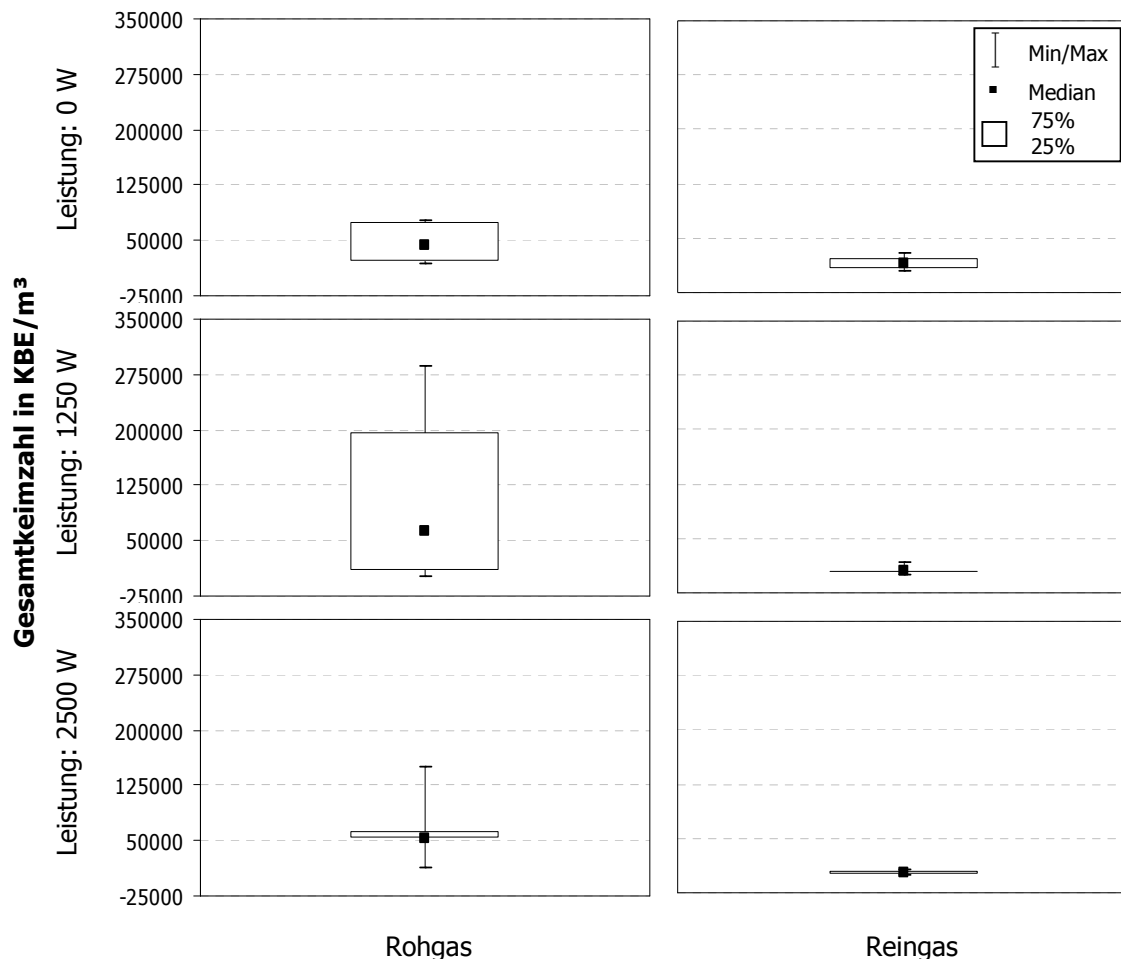 Gesamtkeimzahl in KBE/m³
Leistung: 0 W
350000
275000
200000
125000
50000
-25000
Min/Max
Median
75%
25%
Leistung: 1250 W
350000
275000
200000
125000
50000
-25000
Leistung: 2500 W
350000
275000
200000
125000
50000
-25000
Rohgas
Reingas